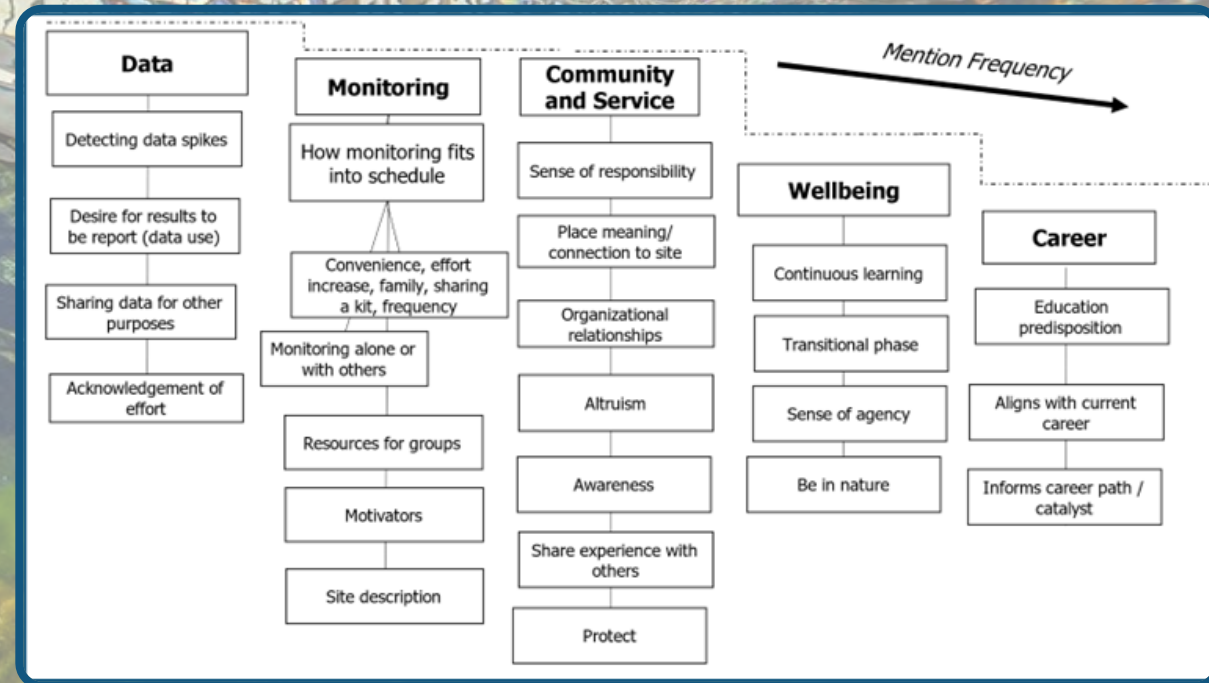 Data
Detecting data spikes
Desire for results to
be report (data use)
Sharing data for other
purposes
Acknowledgement of
effort
Monitoring
How monitoring fits
into schedule
Convenience, effort
increase, family, sharing
a kit, frequency
Monitoring alone or
with others
Resources for groups
Motivators
Site description
Community
and Service
Sense of responsibility
Place meaning/
connection to site
Organizational
relationships
Altruism
Awareness
Share experience with
others
Protect
Mention Frequency
Wellbeing
Continuous learning
Transitional phase
Sense of agency
Be in nature
Career
Education
predisposition
Aligns with current
career
Informs career path /
catalyst